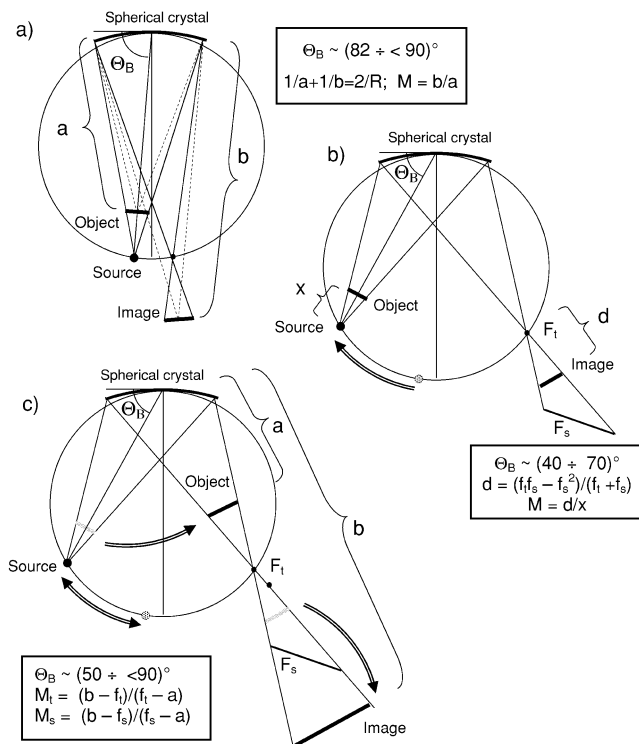 a)
Spherical crystal
Θ_B
a
b
Object
Source
Image
Θ_B ~ (82 ÷ < 90)°
1/a+1/b=2/R; M = b/a
b)
Spherical crystal
Θ_B
x
Object
Source
F_t
d
Image
F_s
Θ_B ~ (40 ÷ 70)°
d = (f_tf_s – f_s²)/(f_t +f_s)
M = d/x
c)
Spherical crystal
Θ_B
a
Object
b
Source
F_t
F_s
Image
Θ_B ~ (50 ÷ <90)°
M_t = (b – f_t)/(f_t – a)
M_s = (b – f_s)/(f_s – a)